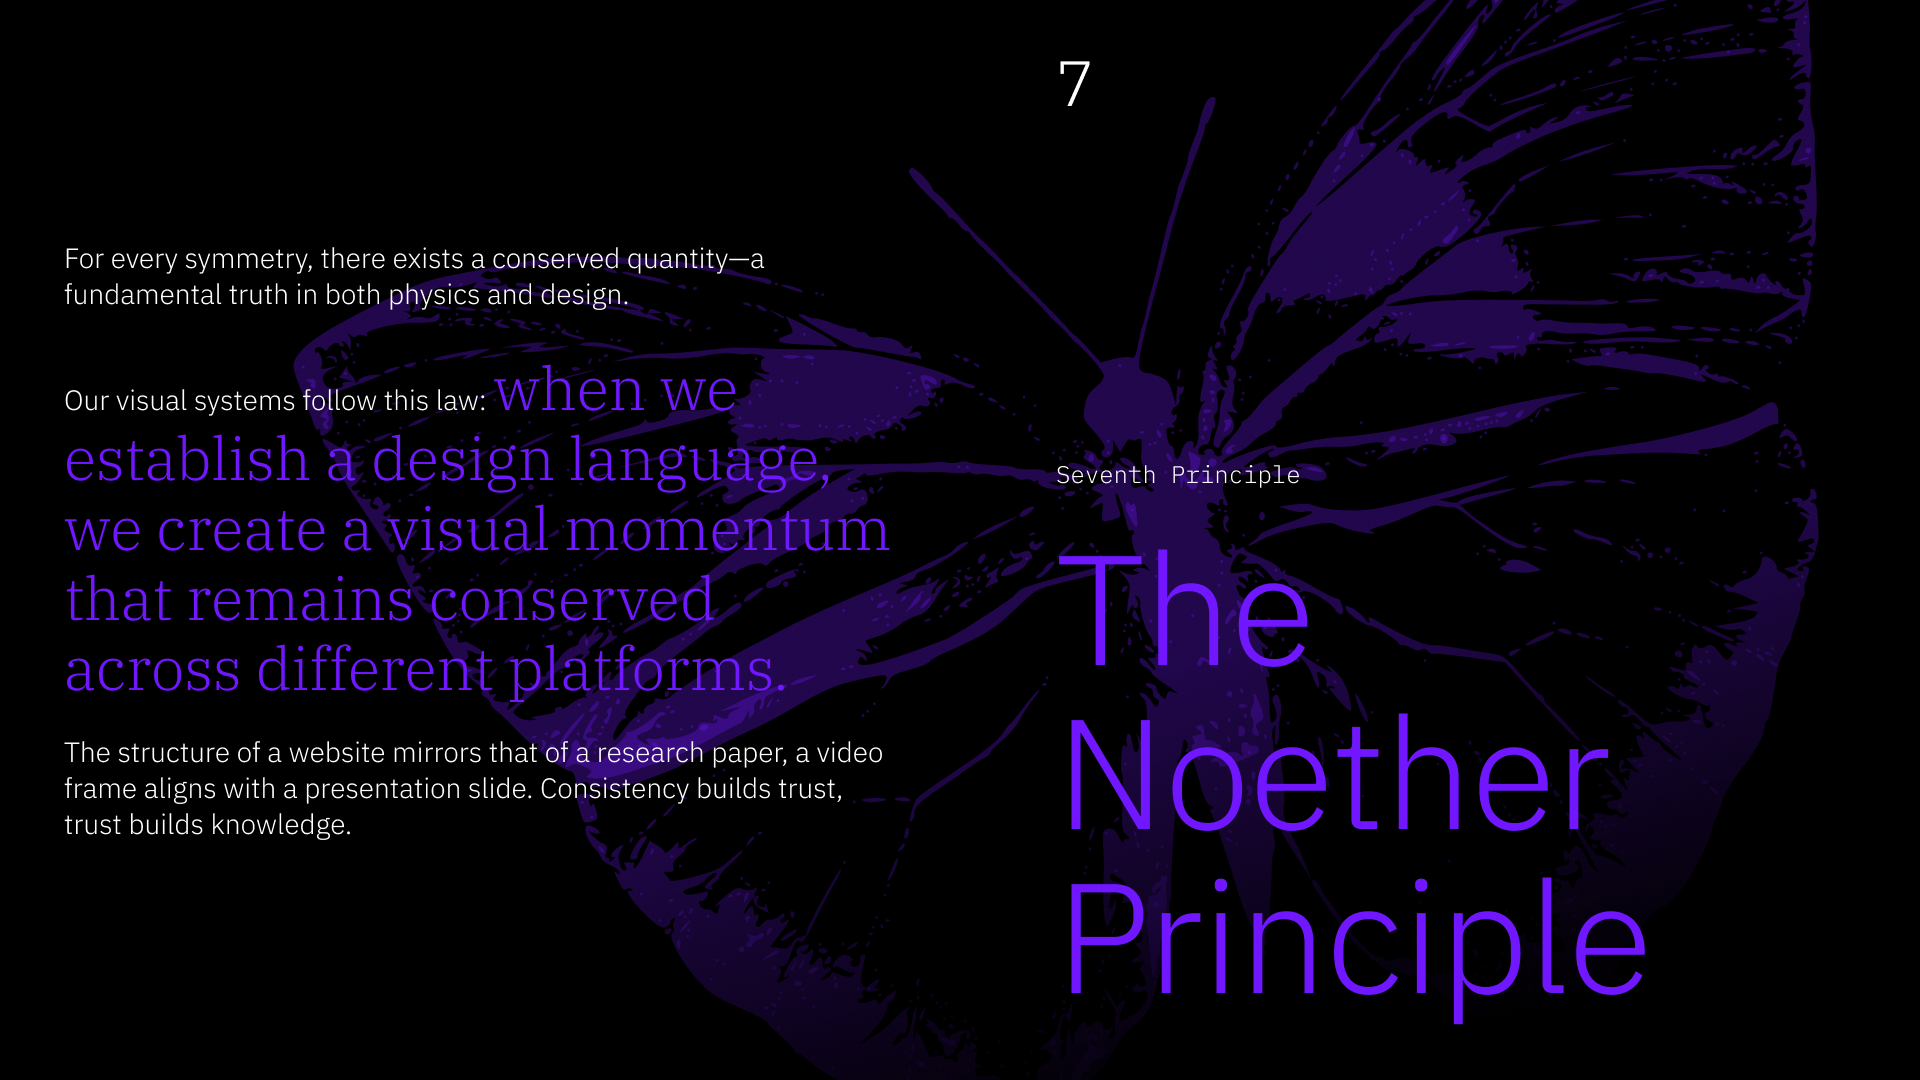 7
For every symmetry, there exists a conserved quantity—a
fundamental truth in both physics and design.
Our visual systems follow this law: when we
establish a design language,
we create a visual momentum
that remains conserved
across different platforms.
The structure of a website mirrors that of a research paper, a video
frame aligns with a presentation slide. Consistency builds trust,
trust builds knowledge.
Seventh Principle
The
Noether
Principle